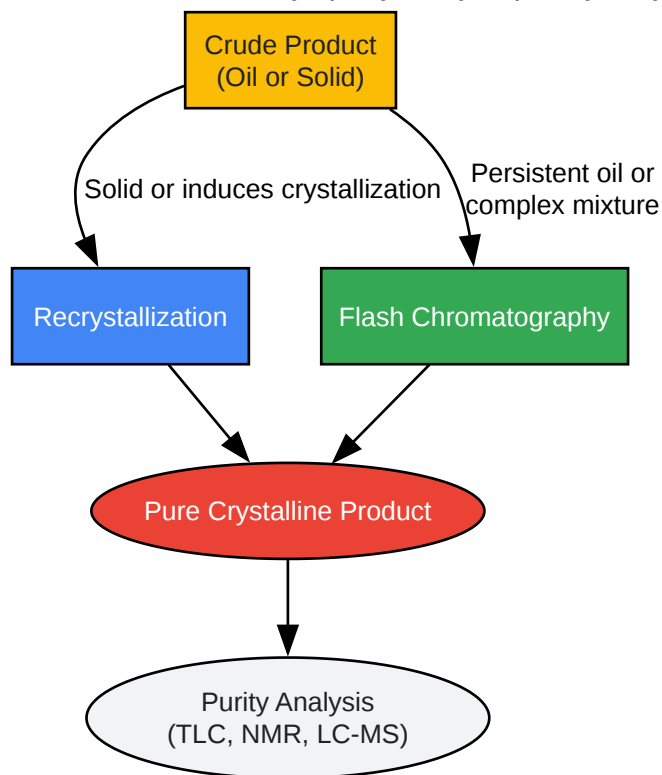 Crude Product
(Oil or Solid)
Solid or induces crystallization
Persistent oil or
complex mixture
Recrystallization
Flash Chromatography
Pure Crystalline Product
Purity Analysis
(TLC, NMR, LC-MS)